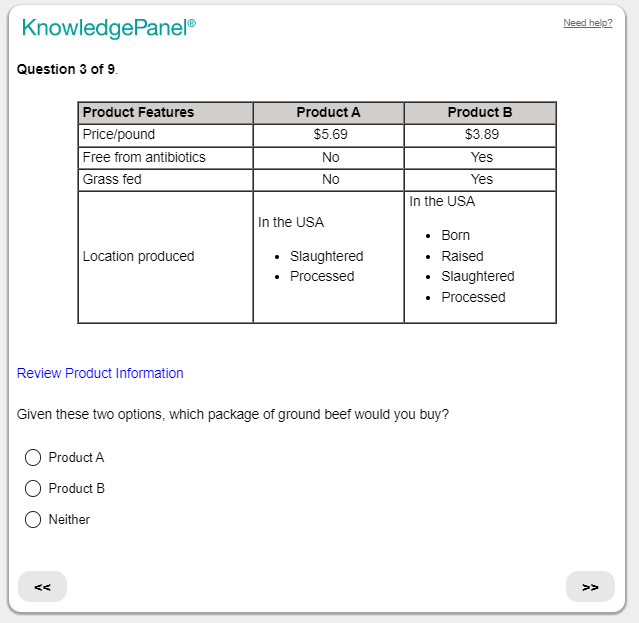 KnowledgePanel®
Need help?
Question 3 of 9.
Product Features Product A Product B
Price/pound $5.69 $3.89
Free from antibiotics No Yes
Grass fed No Yes
Location produced
In the USA
• Slaughtered
• Processed
In the USA
• Born
• Raised
• Slaughtered
• Processed
Review Product Information
Given these two options, which package of ground beef would you buy?
Product A
Product B
Neither
<< >>